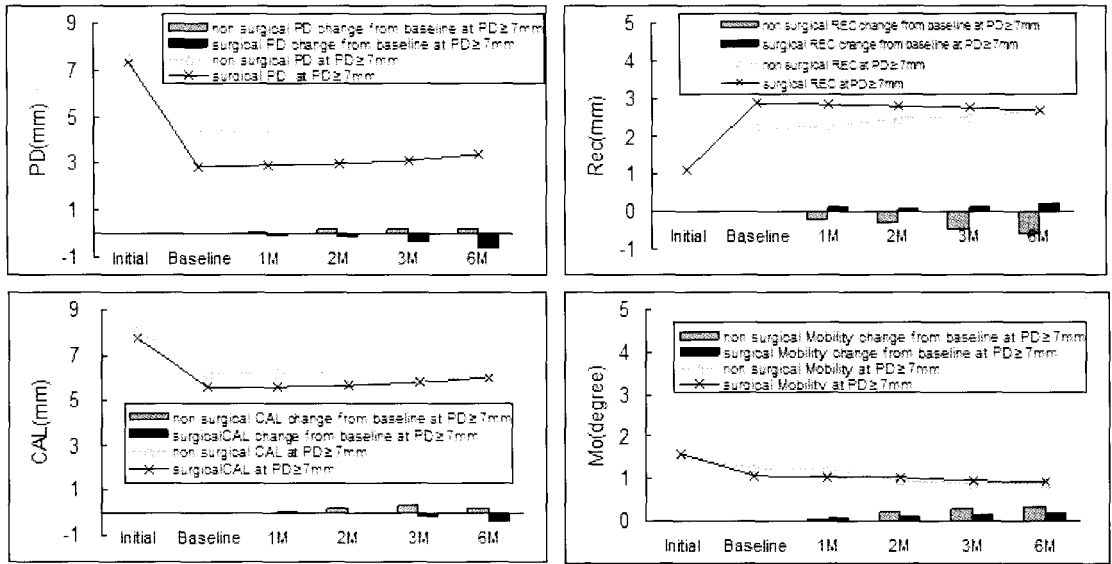 non surgical PD change from baseline at PD≥7mm
surgical PD change from baseline at PD≥7mm
non surgical PD at PD≥7mm
surgical PD at PD≥7mm
PD(mm)
9
7
5
3
1
-1
Initial Baseline 1M 2M 3M 6M
non surgical REC change from baseline at PD≥7mm
surgical REC change from baseline at PD≥7mm
non surgical REC at PD≥7mm
surgical REC at PD≥7mm
Rec(mm)
5
4
3
2
1
0
-1
Initial Baseline 1M 2M 3M 6M
CAL(mm)
9
7
5
3
1
-1
non surgical CAL change from baseline at PD≥7mm
surgicalCAL change from baseline at PD≥7mm
non surgical CAL at PD≥7mm
surgicalCAL at PD≥7mm
Initial Baseline 1M 2M 3M 6M
non surgical Mobility change from baseline at PD≥7mm
surgical Mobility change from baseline at PD≥7mm
non surgical Mobility at PD≥7mm
surgical Mobility at PD≥7mm
Mo(degree)
5
4
3
2
1
0
Initial Baseline 1M 2M 3M 6M